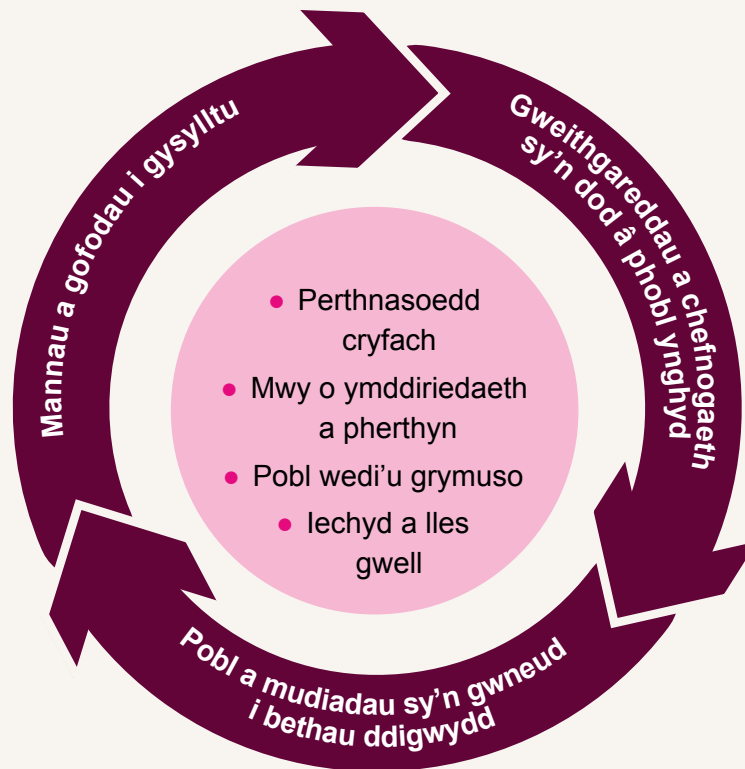 Mannau a gofodau i gysylltu
Gweithgareddau a chefnogaeth
sy'n dod â phobl ynghyd
Pobl a mudiadau sy'n gwneud
i bethau ddigwydd
• Perthnasoedd
cryfach
• Mwy o ymddiriedaeth
a pherthyn
• Pobl wedi'u grymuso
• Iechyd a lles
gwell